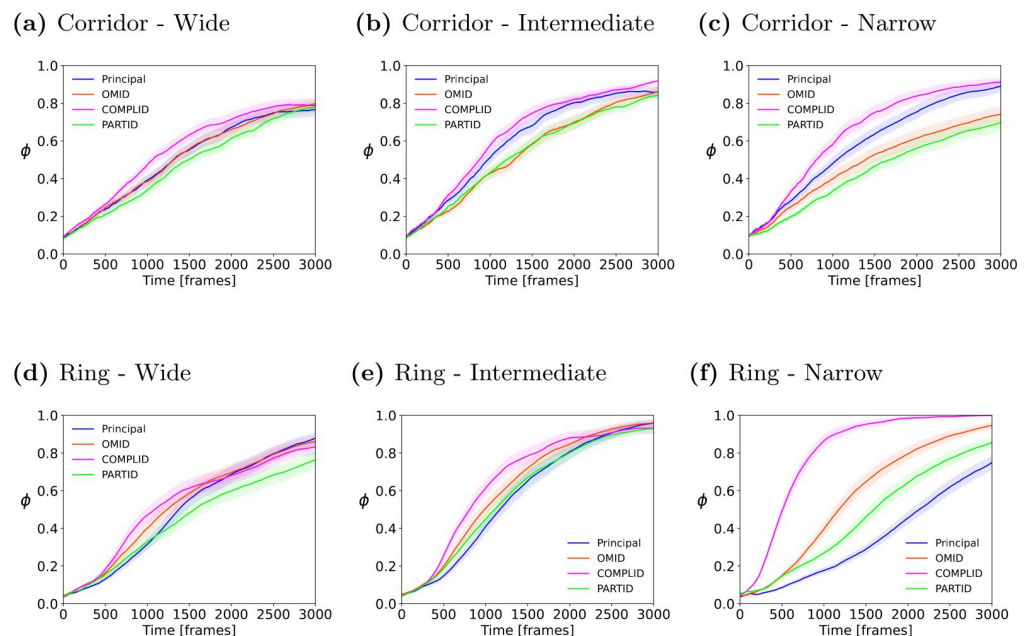 (a) Corridor - Wide
1.0
0.8
0.6
0.4
0.2
0.0
ϕ
Principal
OMID
COMPLID
PARTID
0 500 1000 1500 2000 2500 3000
Time [frames]
(b) Corridor - Intermediate
1.0
0.8
0.6
0.4
0.2
0.0
ϕ
Principal
OMID
COMPLID
PARTID
0 500 1000 1500 2000 2500 3000
Time [frames]
(c) Corridor - Narrow
1.0
0.8
0.6
0.4
0.2
0.0
ϕ
Principal
OMID
COMPLID
PARTID
0 500 1000 1500 2000 2500 3000
Time [frames]
(d) Ring - Wide
1.0
0.8
0.6
0.4
0.2
0.0
ϕ
Principal
OMID
COMPLID
PARTID
0 500 1000 1500 2000 2500 3000
Time [frames]
(e) Ring - Intermediate
1.0
0.8
0.6
0.4
0.2
0.0
ϕ
Principal
OMID
COMPLID
PARTID
0 500 1000 1500 2000 2500 3000
Time [frames]
(f) Ring - Narrow
1.0
0.8
0.6
0.4
0.2
0.0
ϕ
Principal
OMID
COMPLID
PARTID
0 500 1000 1500 2000 2500 3000
Time [frames]